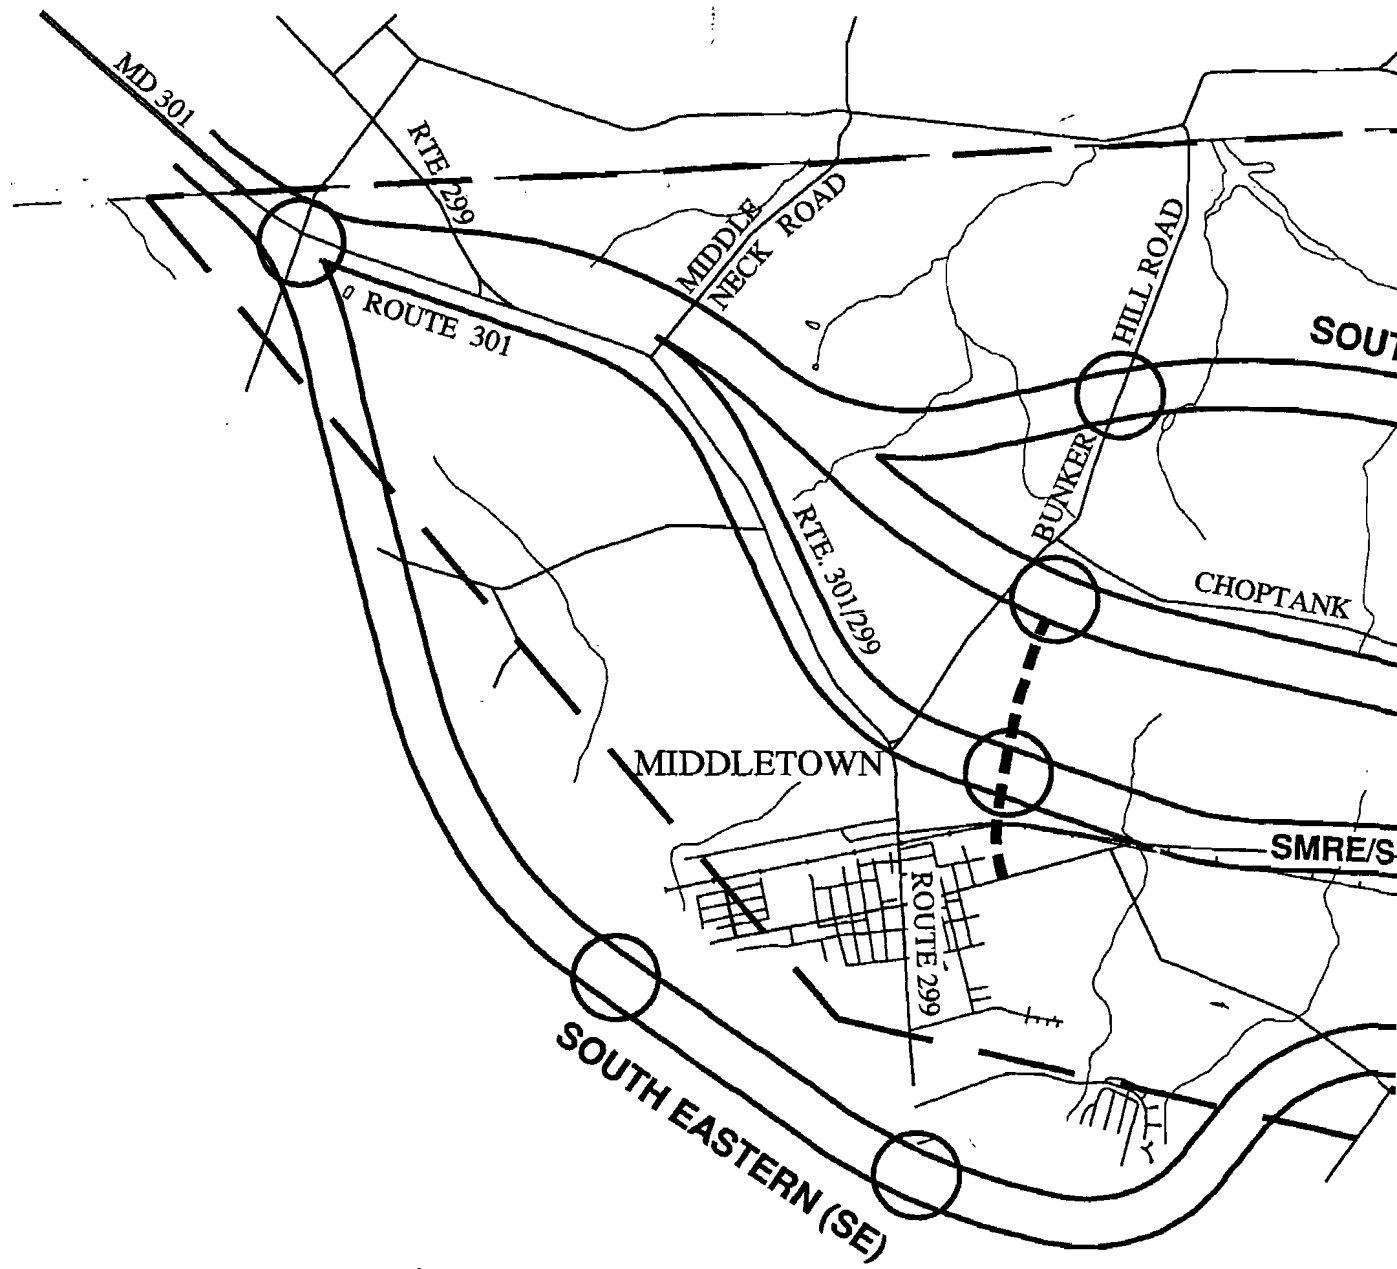 MD 301
RTE 299
MIDDLE
NECK ROAD
HILL ROAD
ROUTE 301
SOUT
BUNKER
RTE. 301/299
CHOPTANK
MIDDLETOWN
SMRE/S
ROUTE 299
SOUTH EASTERN (SE)